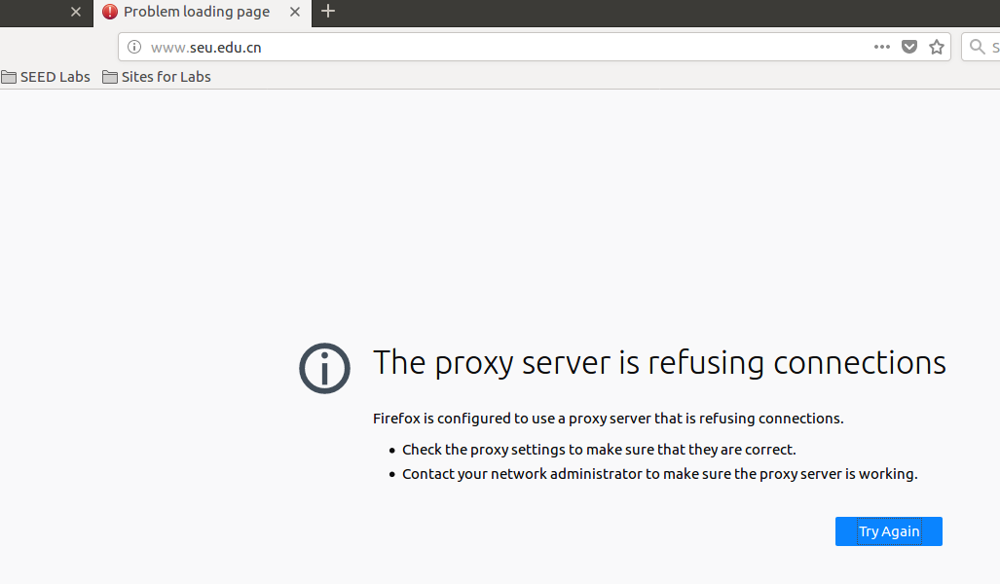 Problem loading page
www.seu.edu.cn
S
SEED Labs
Sites for Labs
The proxy server is refusing connections
Firefox is configured to use a proxy server that is refusing connections.
Check the proxy settings to make sure that they are correct.
Contact your network administrator to make sure the proxy server is working.
Try Again